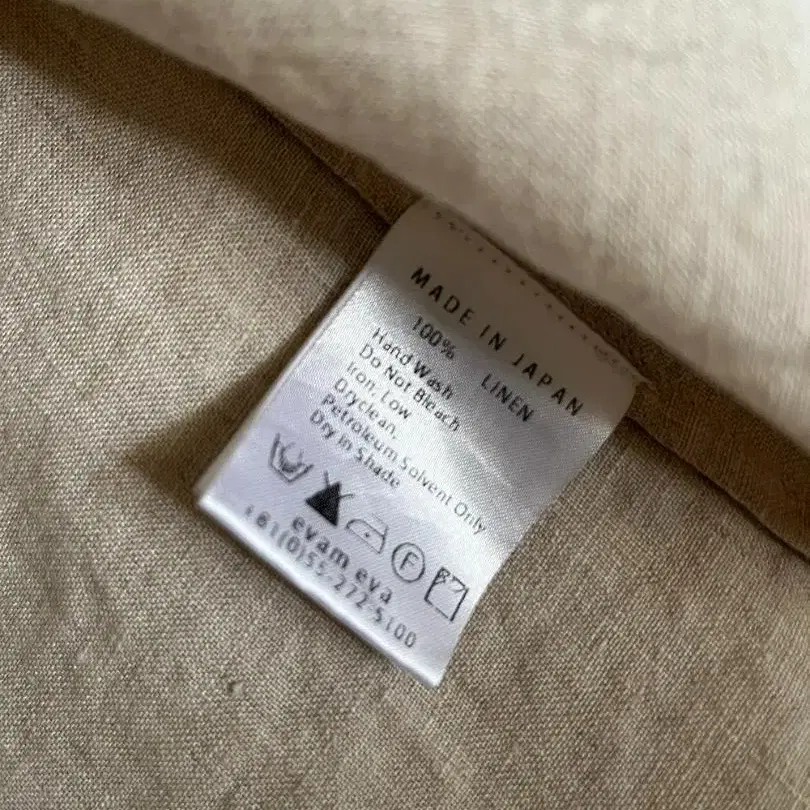 MADE IN JAPAN
100% LINEN
Hand Wash
Do Not Bleach
Iron, Low
Dryclean,
Petroleum Solvent Only
Dry in Shade
F
evam eva
+81(0)55-272-5100